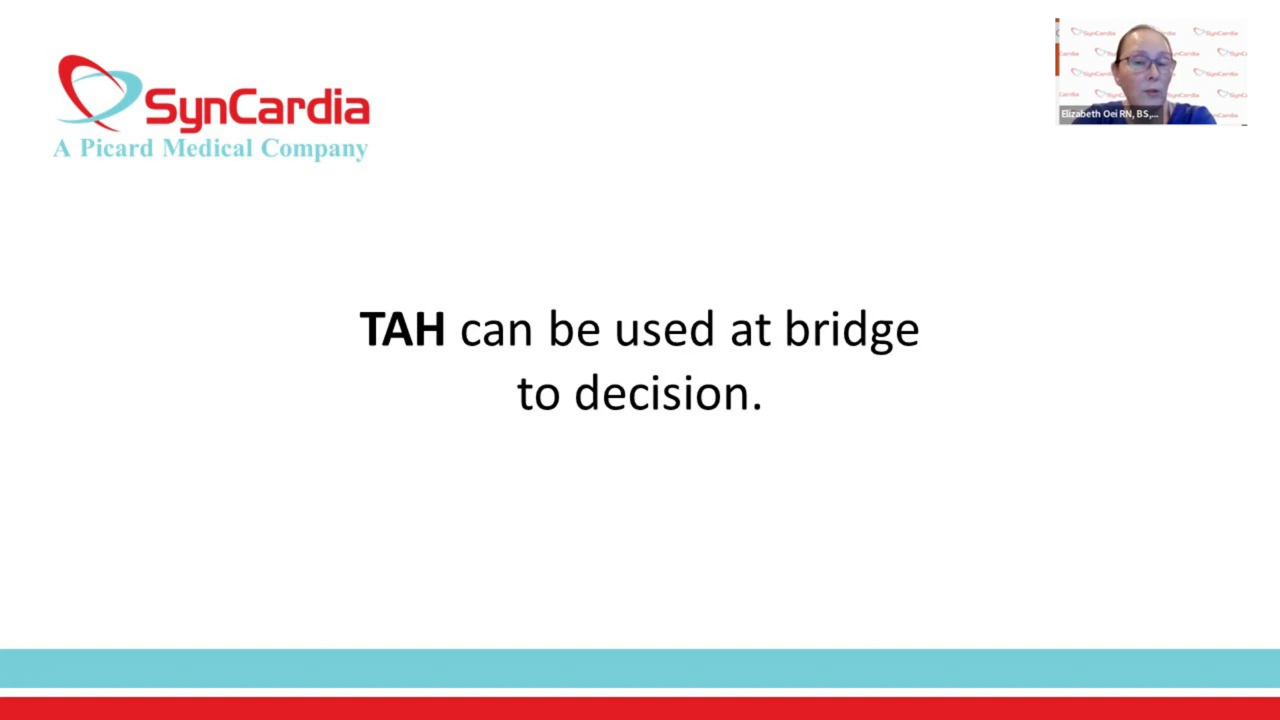 SynCardia
A Picard Medical Company
Elizabeth Oei RN, BS,...
TAH can be used at bridge
to decision.